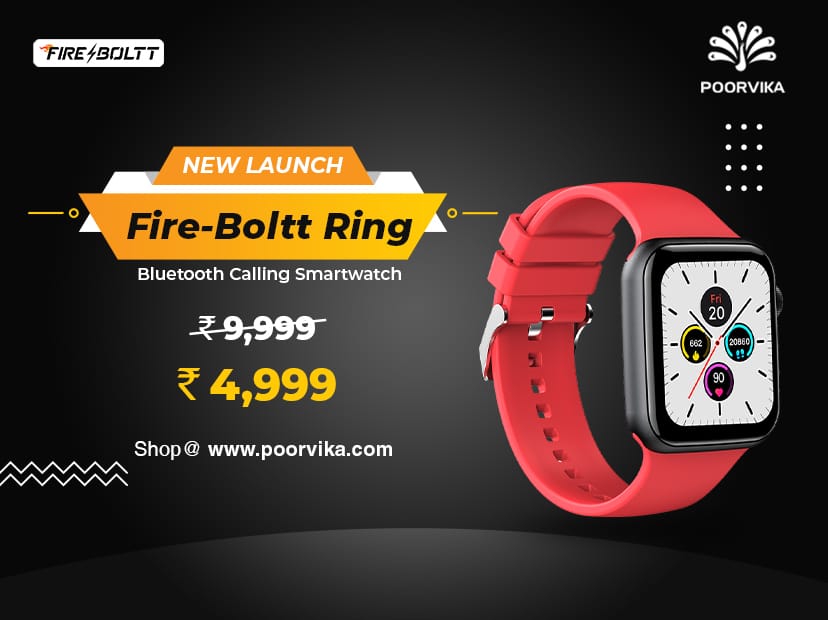 FIRE-BOLTT
POORVIKA
NEW LAUNCH
Fire-Boltt Ring
Bluetooth Calling Smartwatch
₹ 9,999
₹ 4,999
Shop@ www.poorvika.com
Fri
20
662
20860
90